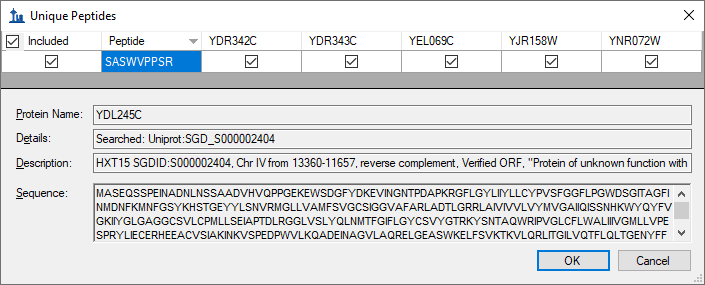 Unique Peptides
Included Peptide YDR342C YDR343C YEL069C YJR158W YNR072W
SASWVPPSR
Protein Name: YDL245C
Details: Searched: Uniprot:SGD_S000002404
Description: HXT15 SGDID:S000002404, Chr IV from 13360-11657, reverse complement, Verified ORF, "Protein of unknown function with
Sequence: MASEQSSPEINADNLNSSAADVHVQPPGEKEWSDGFYDKEVINGNTPDAPKRGFLGYLIIYLLCYPVSFGGFLPGWDSGITAGFI
NMDNFKMNFGSYKHSTGEYYLSNVRMGLLVAMFSVGCSIGGVAFARLADTLGRRLAIVIVVLVYMVGAIIQISSNHKWYQYFV
GKIIYGLGAGGCSVLCPMLLSEIAPTDLRGGLVSLYQLNMTFGIFLGYCSVYGTRKYSNTAQWRIPVGLCFLWALIIIVGMLLVPE
SPRYLIECERHEEACVSIAKINKVSPEDPWVLKQADEINAGVLAQRELGEASWKELFSVKTKVLQRLITGILVQTFLQLTGENYFF
OK Cancel